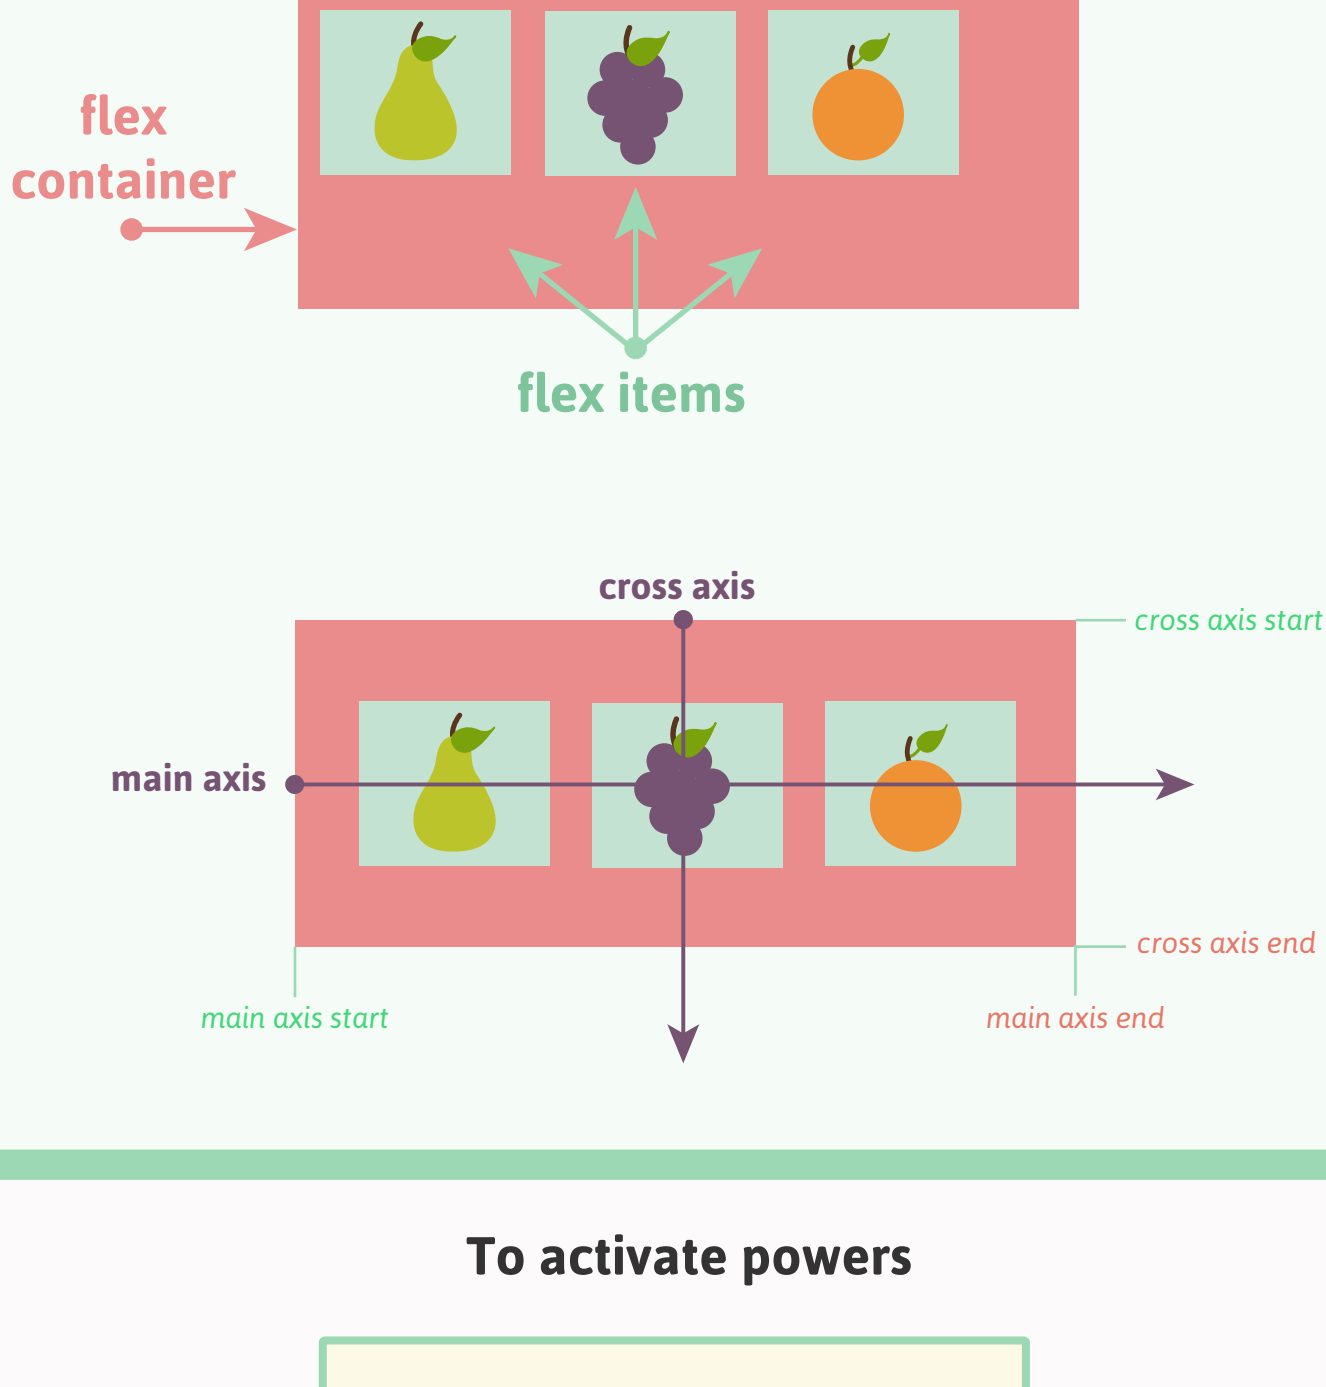 flex
container
flex items
cross axis
cross axis start
main axis
cross axis end
main axis start
main axis end
To activate powers